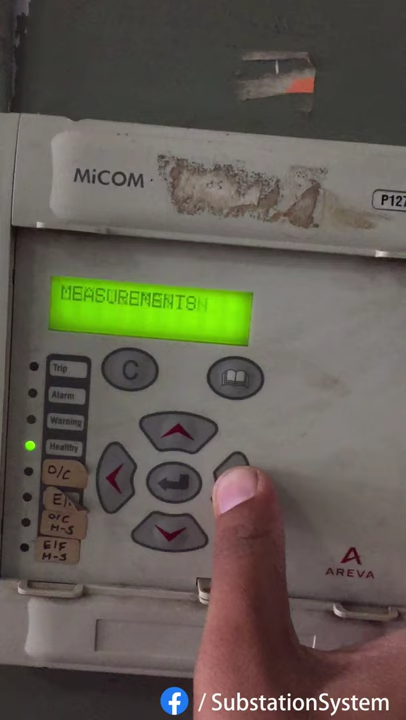 MiCOM
P127
MEASUREMENTS
C
Trip
Alarm
Warning
Healthy
O/C
O/C
H-S
E/F
H-S
AREVA
/ SubstationSystem